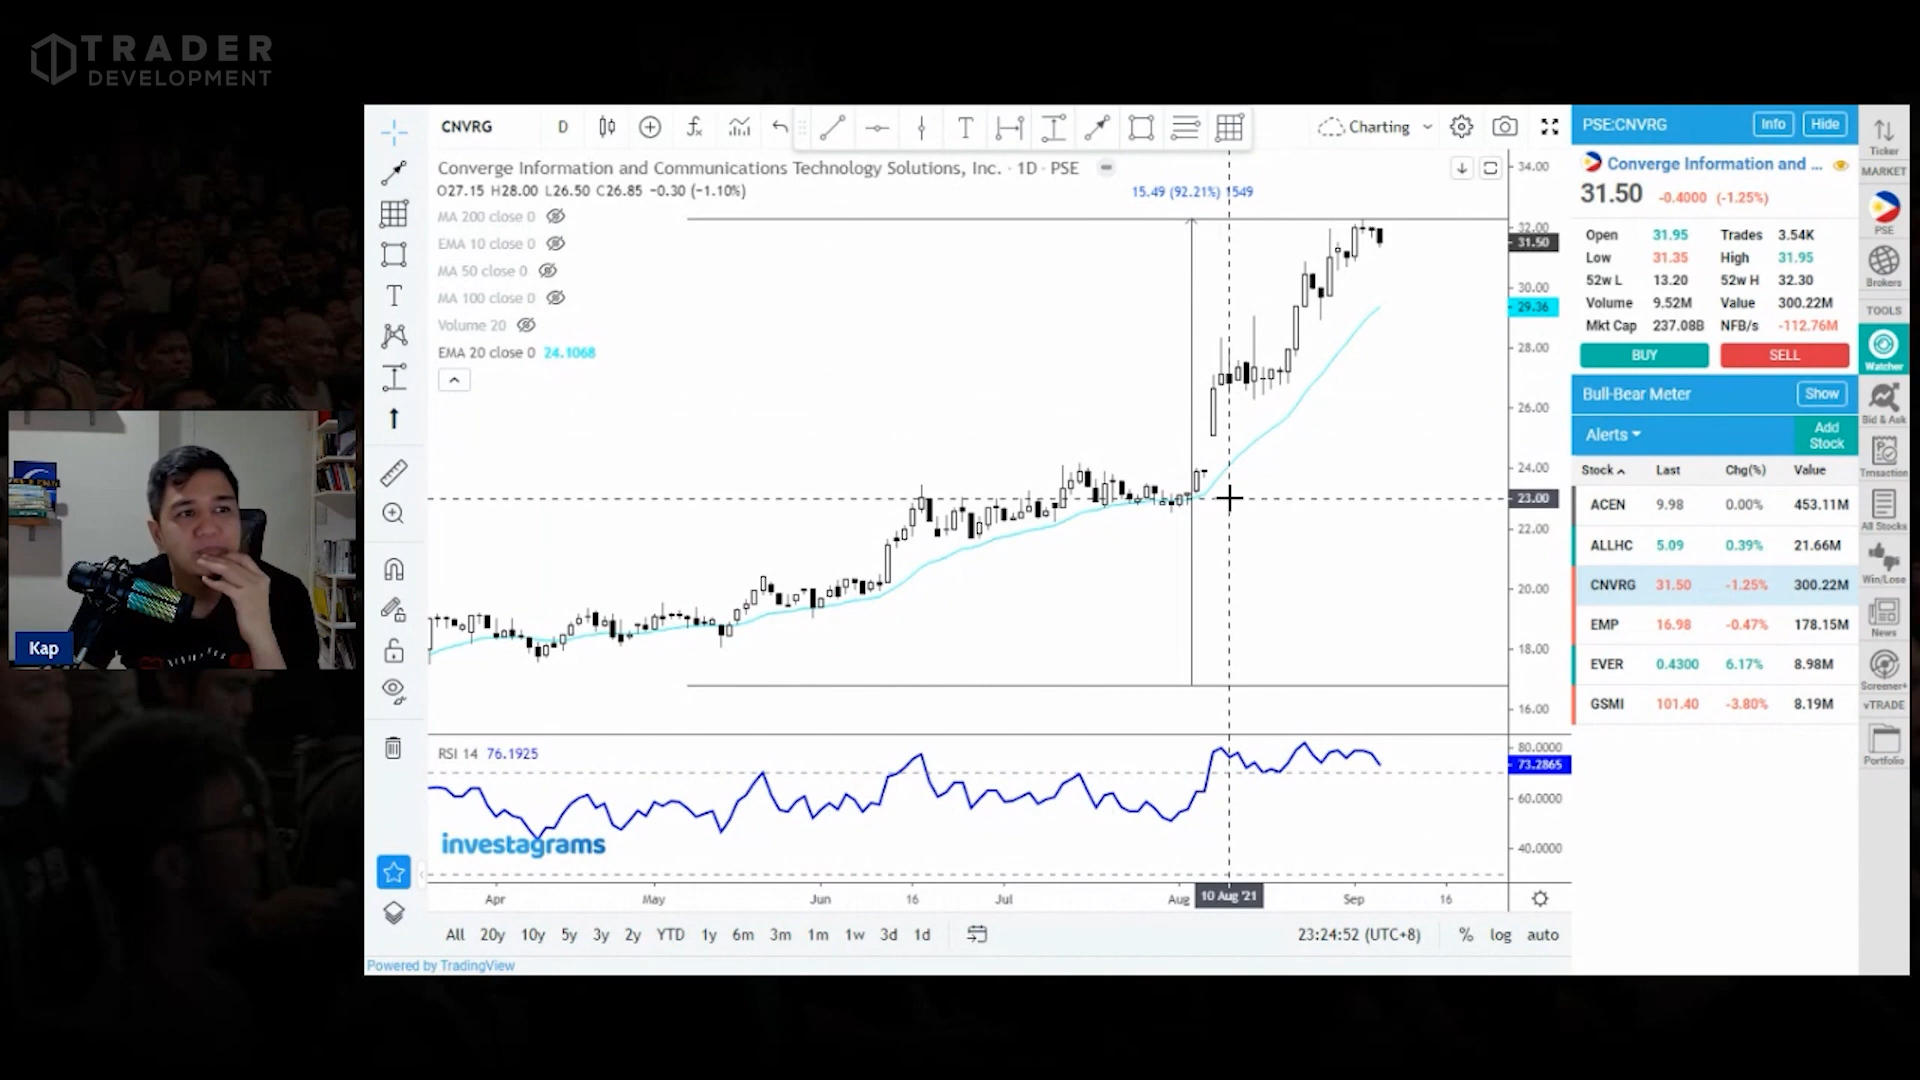 TRADER
DEVELOPMENT
CNVRG D Charting
Converge Information and Communications Technology Solutions, Inc. · 1D · PSE
O27.15 H28.00 L26.50 C26.85 −0.30 (−1.10%)
MA 200 close 0
EMA 10 close 0
MA 50 close 0
MA 100 close 0
Volume 20
EMA 20 close 0 24.1068
15.49 (92.21%) 1549
34.00
32.00
31.50
30.00
29.36
28.00
26.00
24.00
23.00
22.00
20.00
18.00
16.00
RSI 14 76.1925
80.0000
73.2865
60.0000
40.0000
investagrams
Apr May Jun 16 Jul Aug 10 Aug '21 Sep 16
All 20y 10y 5y 3y 2y YTD 1y 6m 3m 1m 1w 3d 1d 23:24:52 (UTC+8) % log auto
Powered by TradingView
Kap
PSE:CNVRG Info Hide
Converge Information and ...
31.50 -0.4000 (-1.25%)
Open 31.95 Trades 3.54K
Low 31.35 High 31.95
52w L 13.20 52w H 32.30
Volume 9.52M Value 300.22M
Mkt Cap 237.08B NFB/s -112.76M
BUY SELL
Bull-Bear Meter Show
Alerts Add Stock
Stock Last Chg(%) Value
ACEN 9.98 0.00% 453.11M
ALLHC 5.09 0.39% 21.66M
CNVRG 31.50 -1.25% 300.22M
EMP 16.98 -0.47% 178.15M
EVER 0.4300 6.17% 8.98M
GSMI 101.40 -3.80% 8.19M
Ticker
MARKET
PSE
Brokers
TOOLS
Watcher
Bid & Ask
Trnsaction
All Stocks
Win/Lose
News
Screener+
vTRADE
Portfolio